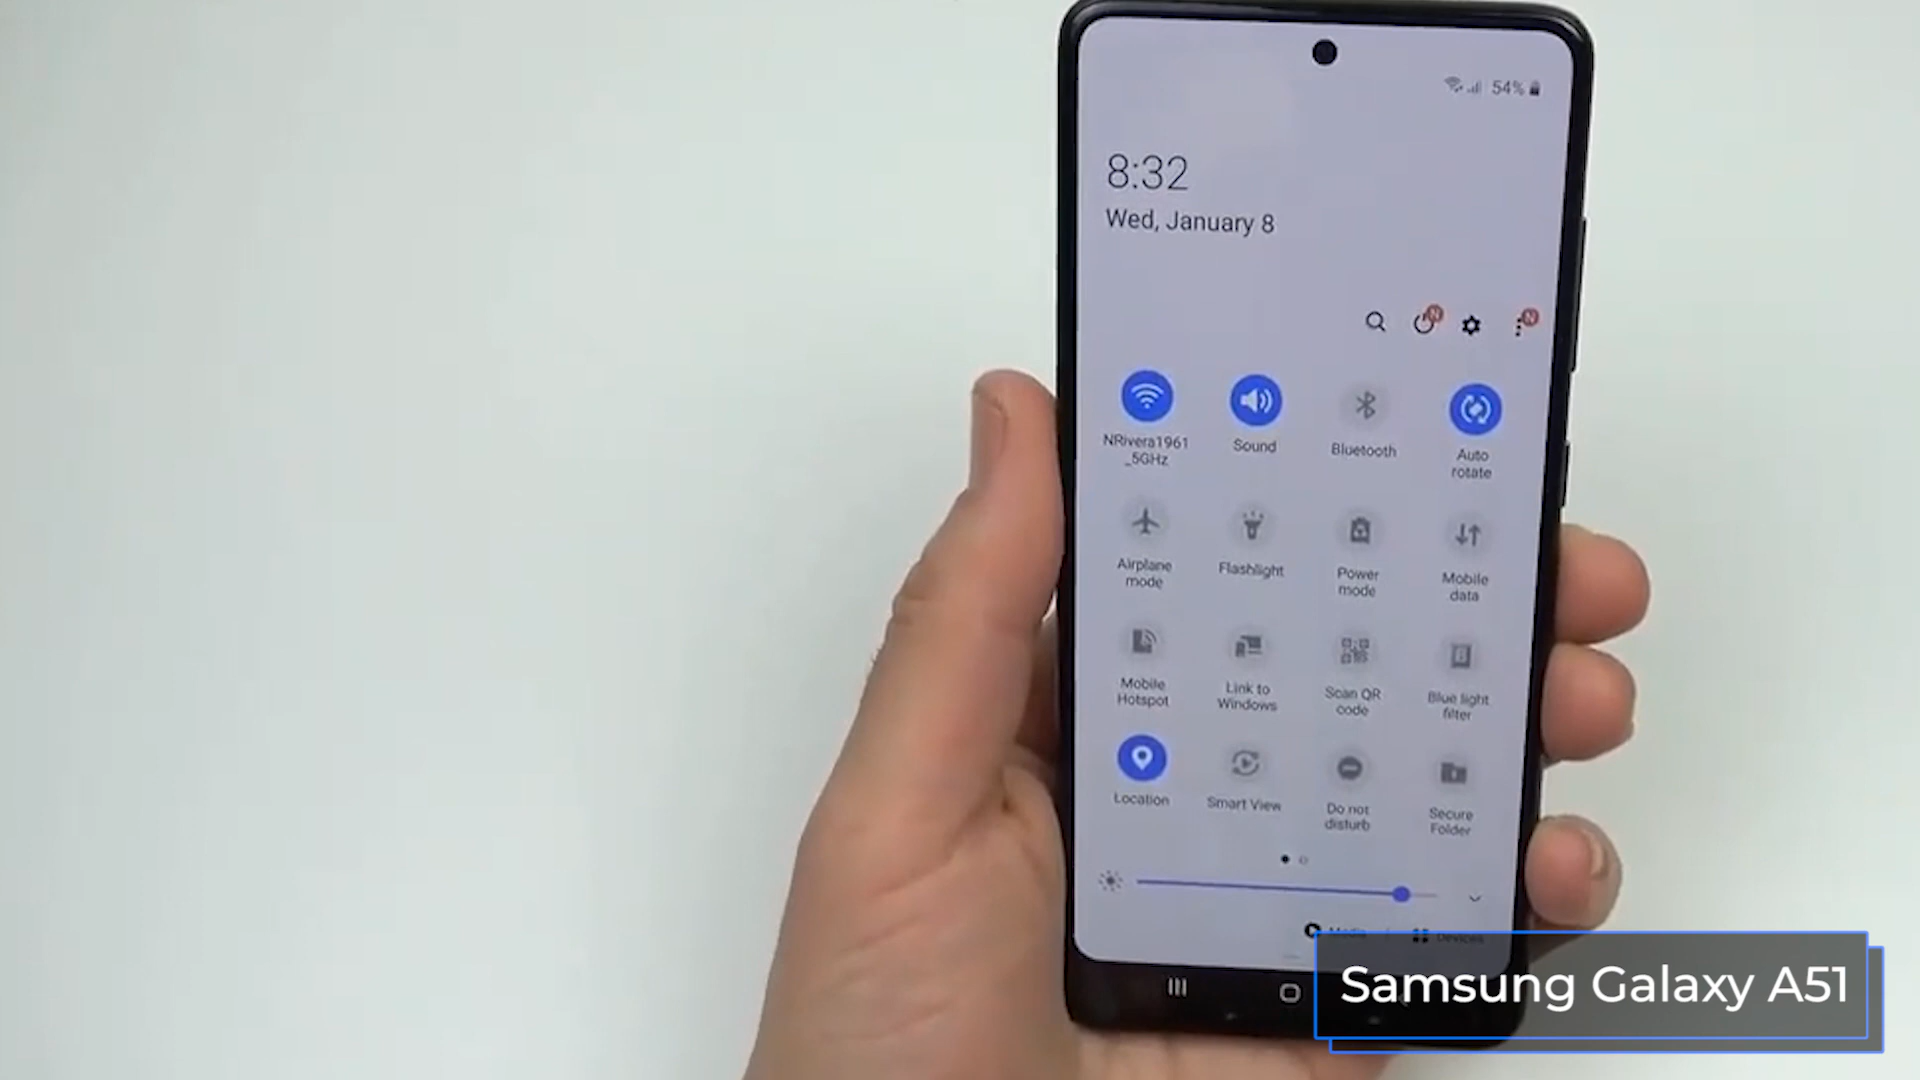 54%
8:32
Wed, January 8
N
N
NRivera1961
_5GHz
Sound
Bluetooth
Auto
rotate
Airplane
mode
Flashlight
Power
mode
Mobile
data
Mobile
Hotspot
Link to
Windows
Scan QR
code
Blue light
filter
Location
Smart View
Do not
disturb
Secure
Folder
Media
Devices
Samsung Galaxy A51